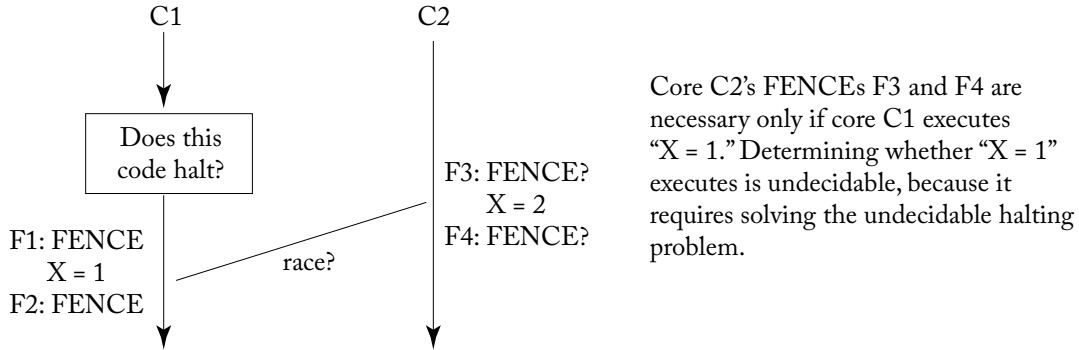 C1
C2
Does this
code halt?
F1: FENCE
X = 1
F2: FENCE
race?
F3: FENCE?
X = 2
F4: FENCE?
Core C2’s FENCEs F3 and F4 are
necessary only if core C1 executes
“X = 1.” Determining whether “X = 1”
executes is undecidable, because it
requires solving the undecidable halting
problem.